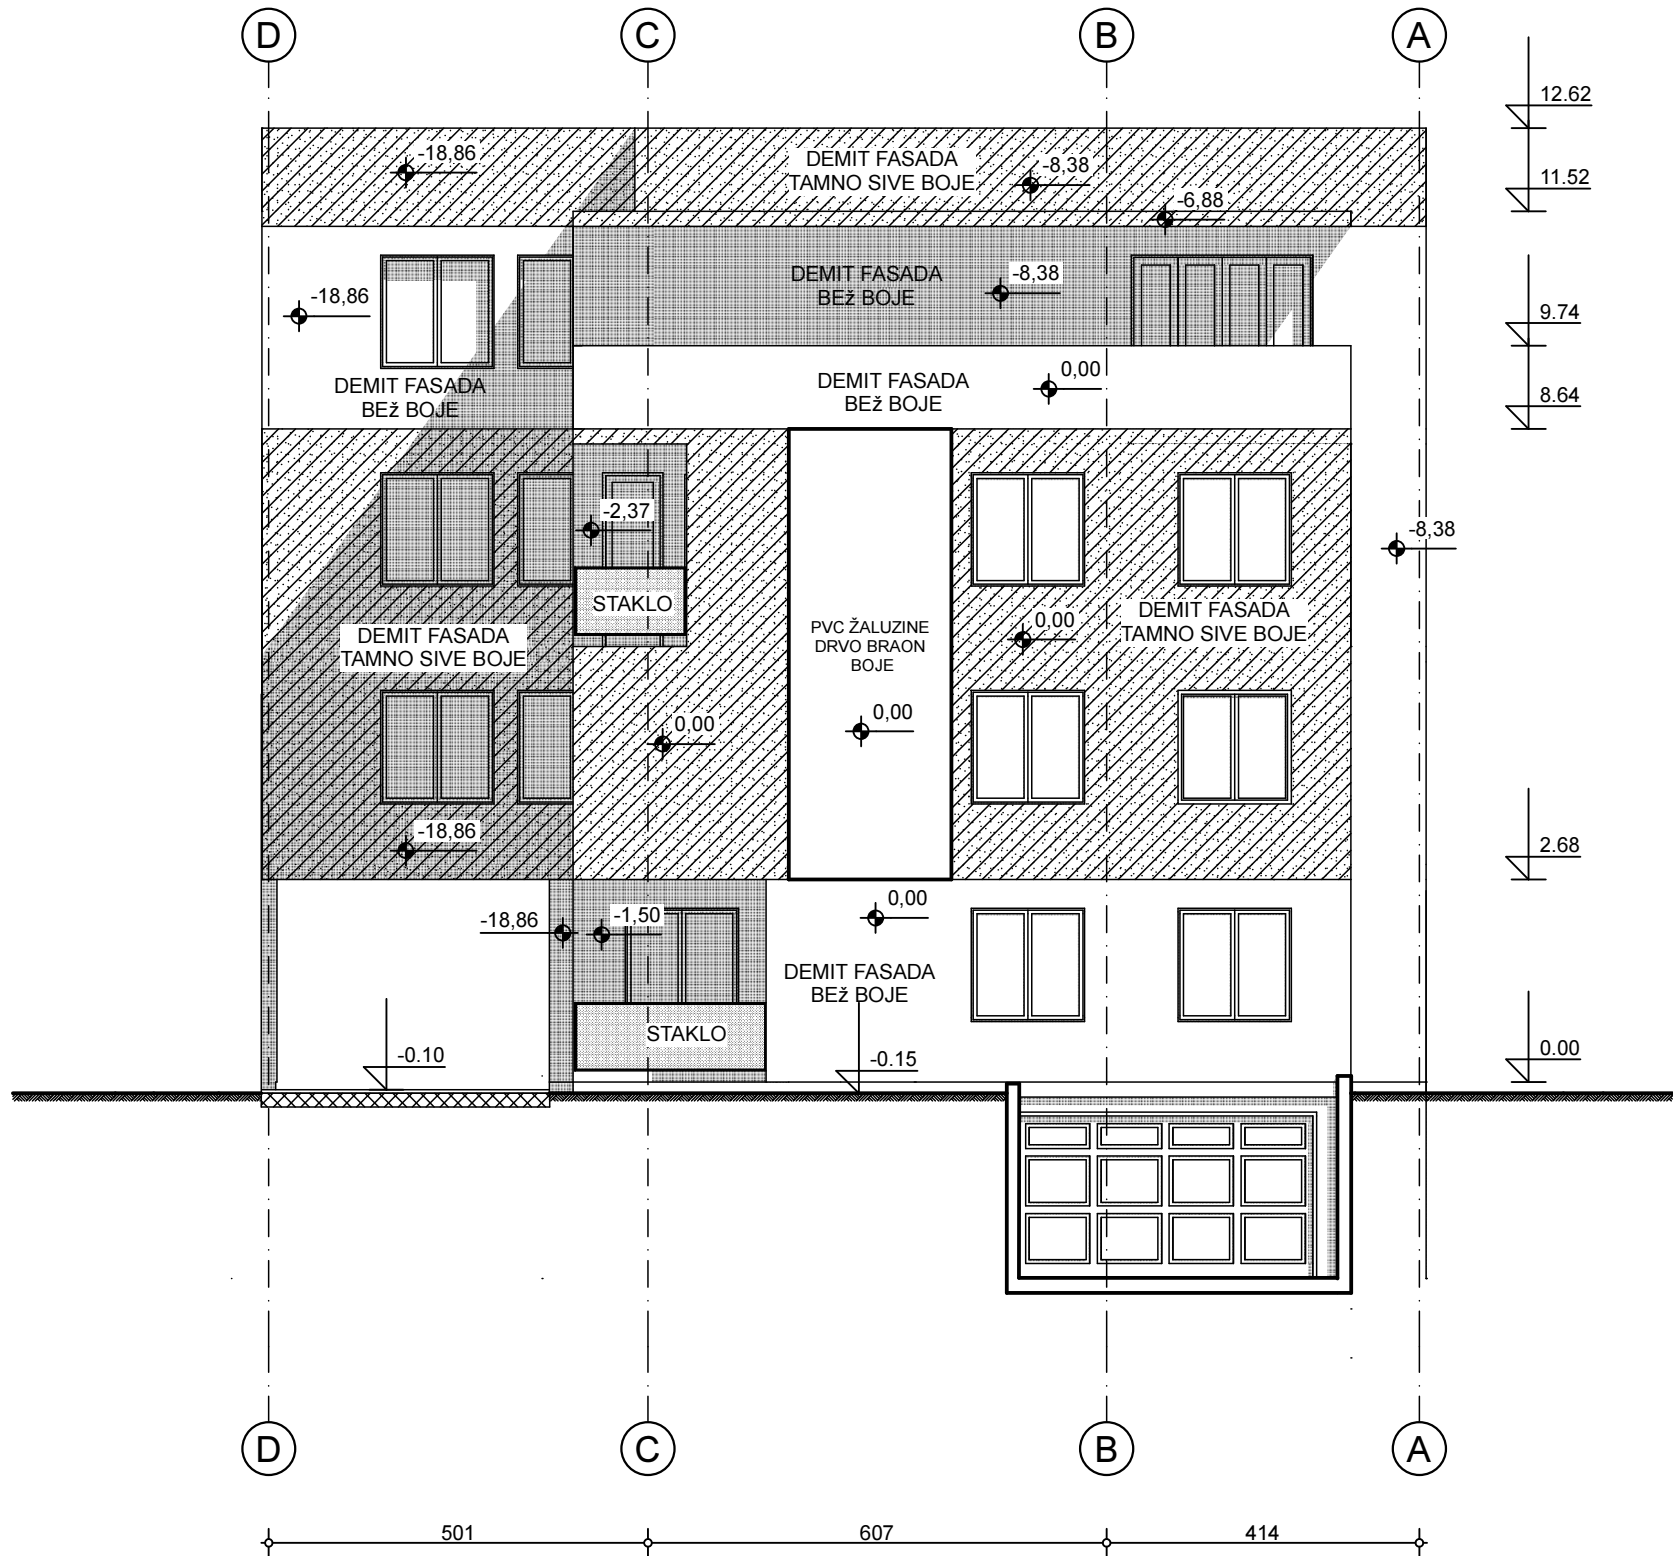 D C B A
12.62
-18,86
DEMIT FASADA
TAMNO SIVE BOJE
-8,38
11.52
-6,88
DEMIT FASADA
BEž BOJE
-8,38
-18,86
9.74
DEMIT FASADA
BEž BOJE
DEMIT FASADA
BEž BOJE
0,00
8.64
-2,37
-8,38
STAKLO
DEMIT FASADA
TAMNO SIVE BOJE
PVC ŽALUZINE
DRVO BRAON
BOJE
0,00
DEMIT FASADA
TAMNO SIVE BOJE
0,00
0,00
-18,86
2.68
-18,86
-1,50
0,00
DEMIT FASADA
BEž BOJE
STAKLO
-0.10
-0.15
0.00
D C B A
501 607 414